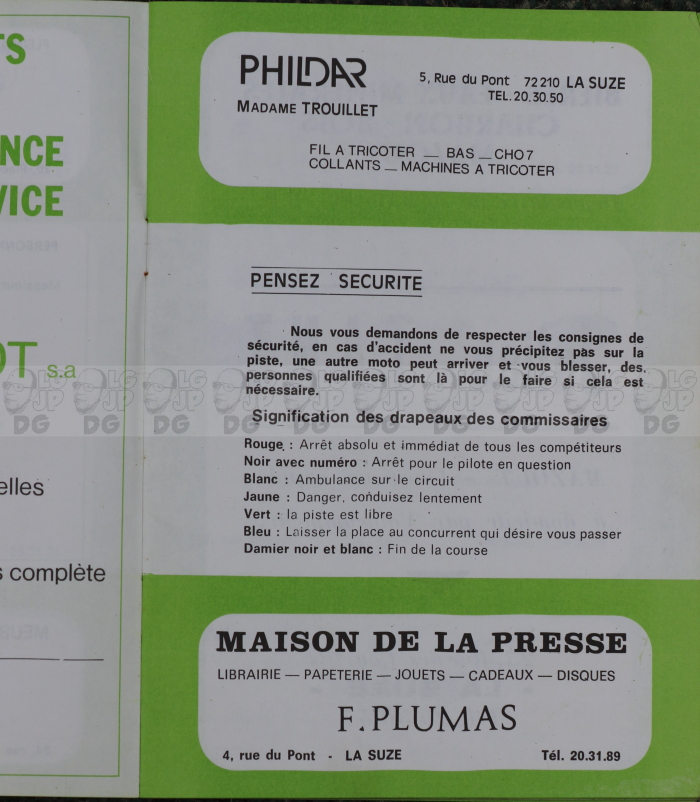 TS
NCE
VICE
OT s.a
elles
s complète
PHILDAR
MADAME TROUILLET
5, Rue du Pont 72210 LA SUZE
TEL.20.30.50
FIL A TRICOTER — BAS — CHO7
COLLANTS — MACHINES A TRICOTER
PENSEZ SECURITE
Nous vous demandons de respecter les consignes de
sécurité, en cas d'accident ne vous précipitez pas sur la
piste, une autre moto peut arriver et vous blesser, des
personnes qualifiées sont là pour le faire si cela est
nécessaire.
Signification des drapeaux des commissaires
Rouge : Arrêt absolu et immédiat de tous les compétiteurs
Noir avec numéro : Arrêt pour le pilote en question
Blanc : Ambulance sur le circuit
Jaune : Danger, conduisez lentement
Vert : la piste est libre
Bleu : Laisser la place au concurrent qui désire vous passer
Damier noir et blanc : Fin de la course
MAISON DE LA PRESSE
LIBRAIRIE — PAPETERIE — JOUETS — CADEAUX — DISQUES
F. PLUMAS
4, rue du Pont - LA SUZE Tél. 20.31.89